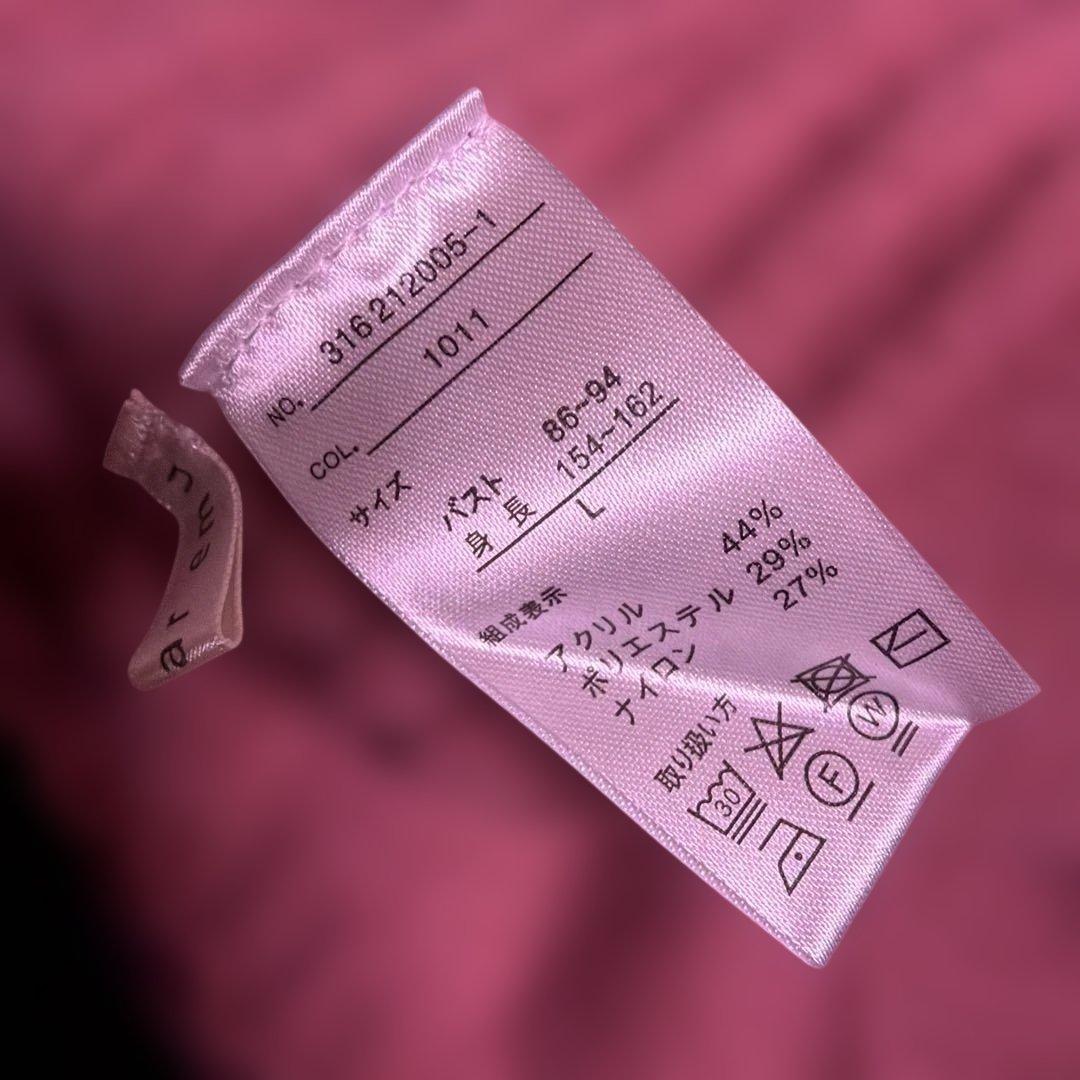 NO. 316212005-1
COL. 1011
サイズ
バスト 86~94
身長 154~162
L
組成表示
アクリル 44%
ポリエステル 29%
ナイロン 27%
取り扱い方
30
F
W